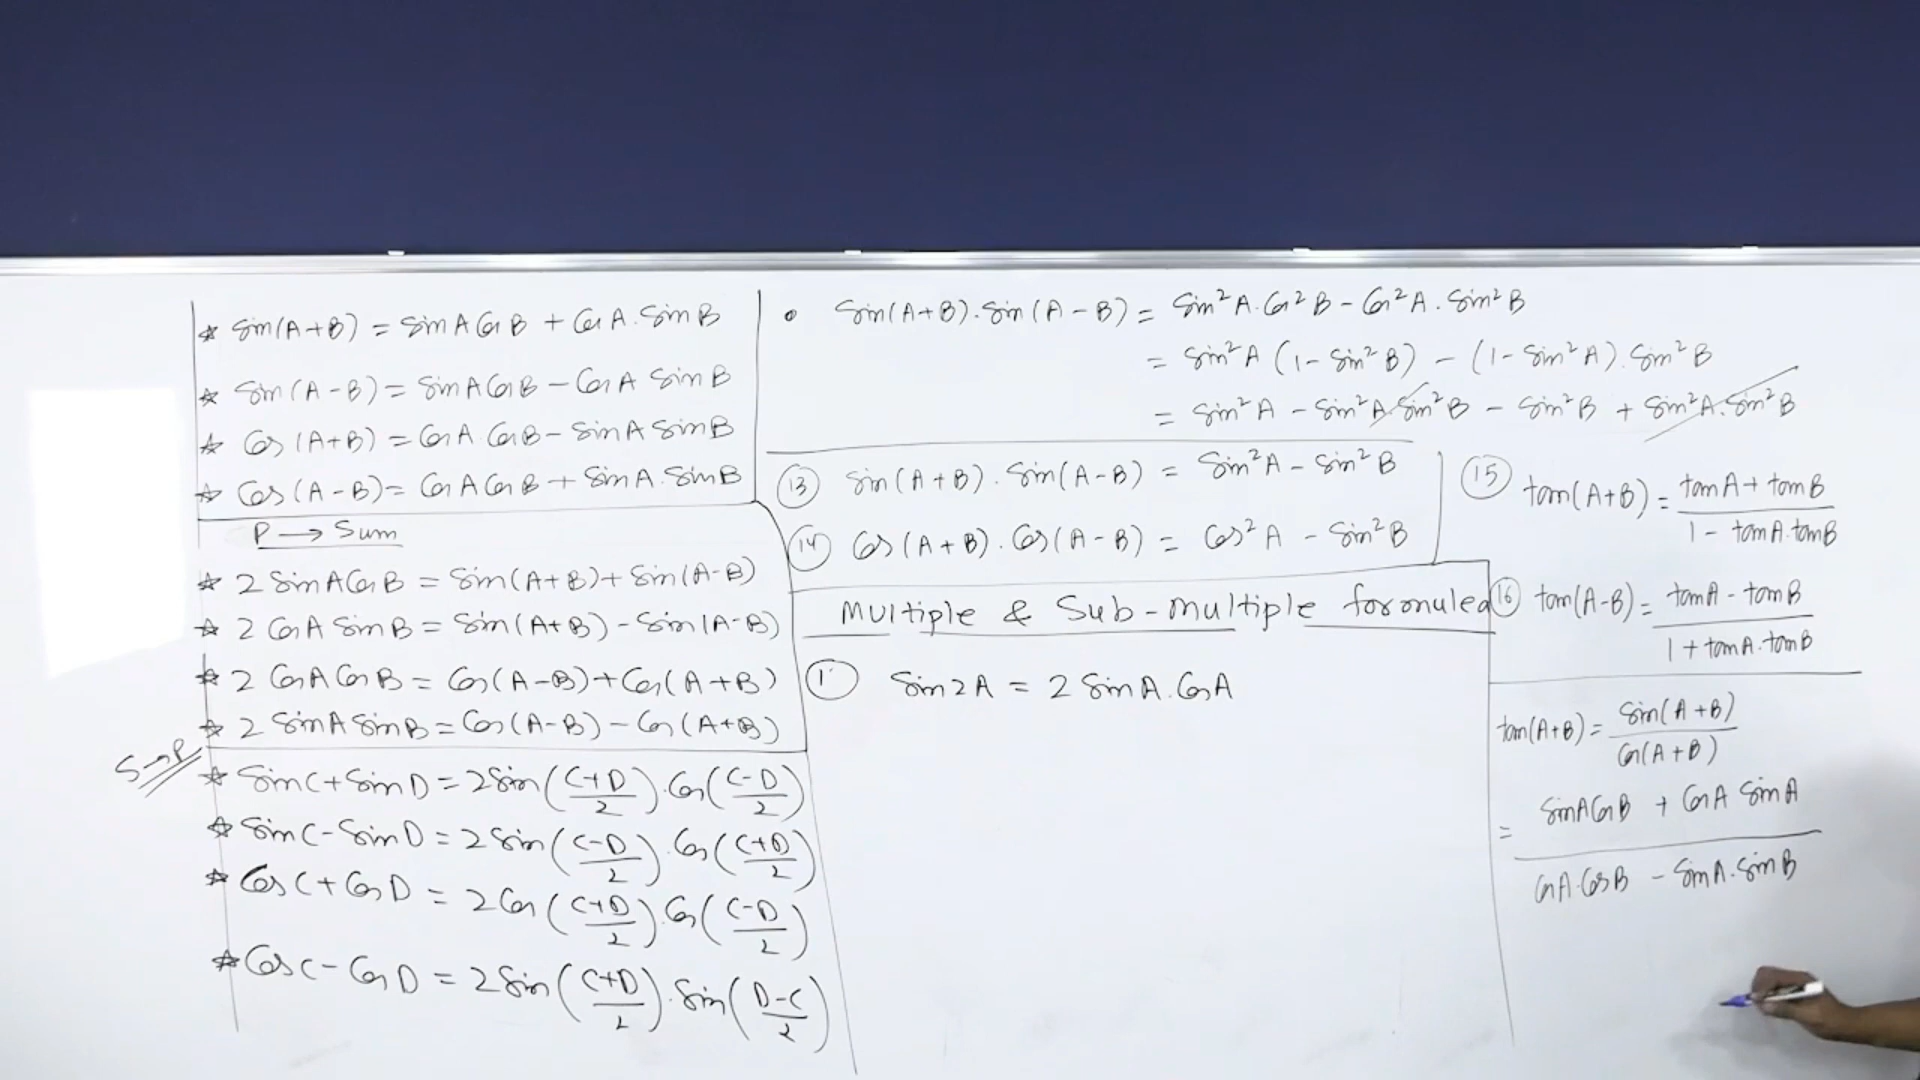 ☆ Sin(A+B) = SinA CosB + CosA.SinB
☆ Sin(A-B) = SinA CosB - CosA SinB
☆ Cos(A+B) = CosA CosB - SinA SinB
☆ Cos(A-B) = CosA CosB + SinA.SinB
P → Sum
☆ 2 SinA CosB = Sin(A+B) + Sin(A-B)
☆ 2 CosA SinB = Sin(A+B) - Sin(A-B)
☆ 2 CosA CosB = Cos(A-B) + Cos(A+B)
☆ 2 SinA SinB = Cos(A-B) - Cos(A+B)
S→P
☆ SinC + SinD = 2Sin((C+D)/2).Cos((C-D)/2)
☆ SinC - SinD = 2Sin((C-D)/2).Cos((C+D)/2)
☆ CosC + CosD = 2Cos((C+D)/2).Cos((C-D)/2)
☆ CosC - CosD = 2Sin((C+D)/2).Sin((D-C)/2)
• Sin(A+B).Sin(A-B) = Sin²A.Cos²B - Cos²A.Sin²B
= Sin²A (1-Sin²B) - (1-Sin²A).Sin²B
= Sin²A - Sin²A.Sin²B - Sin²B + Sin²A.Sin²B
13 Sin(A+B).Sin(A-B) = Sin²A - Sin²B
14 Cos(A+B).Cos(A-B) = Cos²A - Sin²B
Multiple & Sub-multiple formulea
1 Sin2A = 2 SinA.CosA
15 tan(A+B) = (tanA + tanB)/(1 - tanA.tanB)
16 tan(A-B) = (tanA - tanB)/(1 + tanA.tanB)
tan(A+B) = Sin(A+B)/Cos(A+B)
= (SinA CosB + CosA SinA)/(CosA.CosB - SinA.SinB)